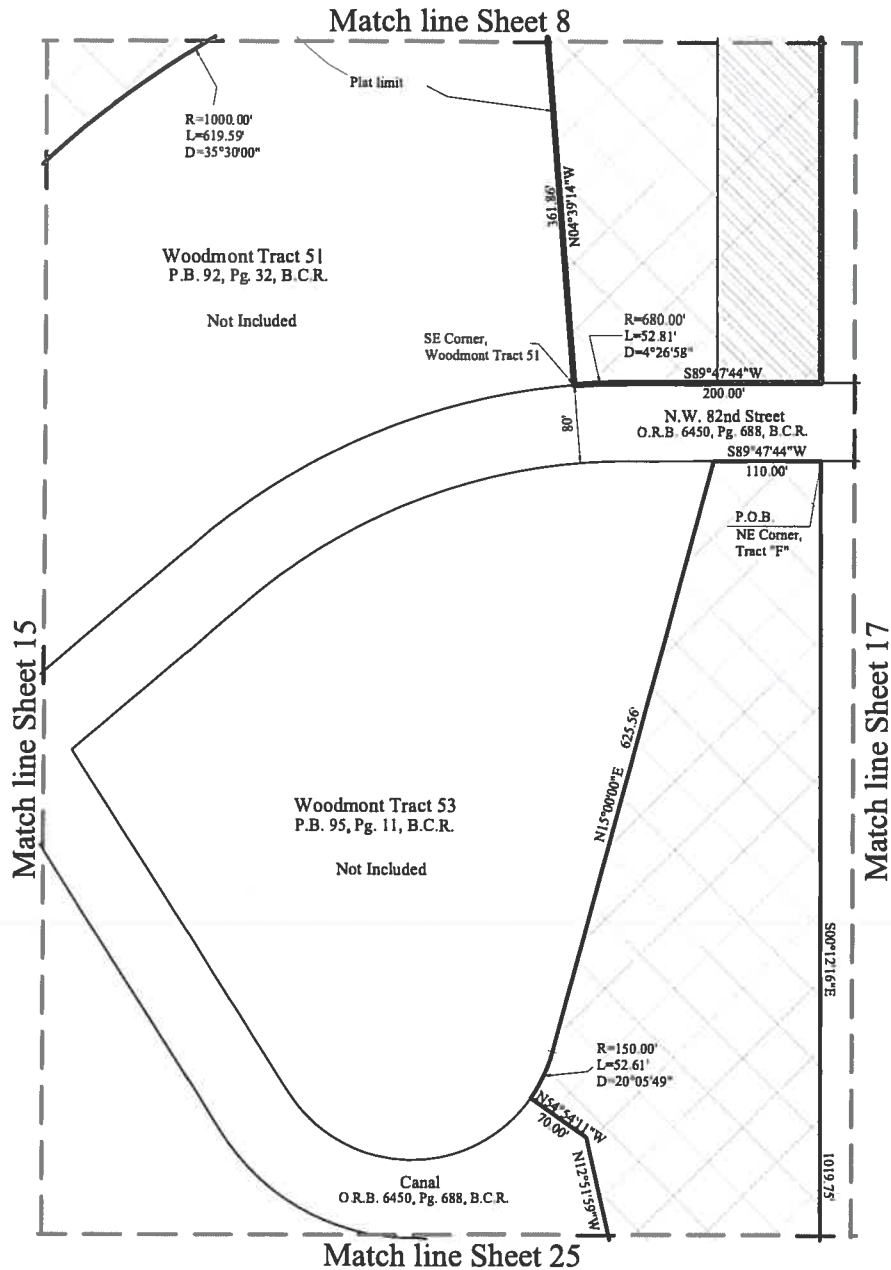 Match line Sheet 8
Plat limit
R=1000.00'
L=619.59'
D=35°30'00"
361.86'
N04°39'14"W
Woodmont Tract 51
P.B. 92, Pg. 32, B.C.R.
Not Included
SE Corner,
Woodmont Tract 51
R=680.00'
L=52.81'
D=4°26'58"
S89°47'44"W
200.00'
80'
N.W. 82nd Street
O.R.B. 6450, Pg. 688, B.C.R.
S89°47'44"W
110.00'
P.O.B.
NE Corner,
Tract "F"
Match line Sheet 15
Match line Sheet 17
N15°00'00"E 625.56'
Woodmont Tract 53
P.B. 95, Pg. 11, B.C.R.
Not Included
S00°12'16"E
1019.75'
R=150.00'
L=52.61'
D=20°05'49"
N54°54'11"W
70.00'
N12°51'59"W
Canal
O.R.B. 6450, Pg. 688, B.C.R.
Match line Sheet 25